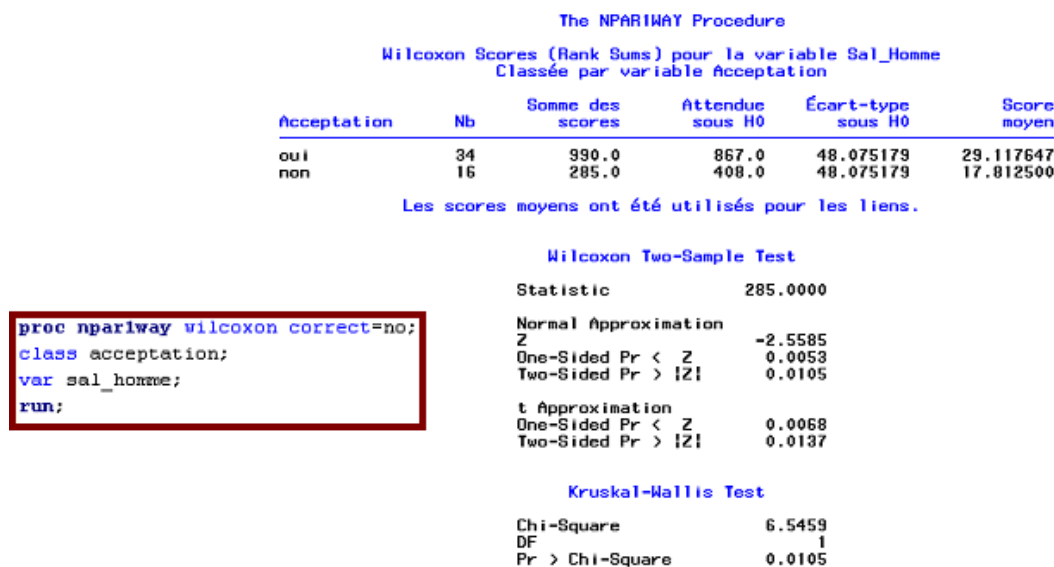 The NPAR1WAY Procedure
Wilcoxon Scores (Rank Sums) pour la variable Sal_Homme
Classée par variable Acceptation
Somme des Attendue Écart-type Score
Acceptation Nb scores sous H0 sous H0 moyen
oui 34 990.0 867.0 48.075179 29.117647
non 16 285.0 408.0 48.075179 17.812500
Les scores moyens ont été utilisés pour les liens.
Wilcoxon Two-Sample Test
Statistic 285.0000
Normal Approximation
Z -2.5585
One-Sided Pr < Z 0.0053
Two-Sided Pr > |Z| 0.0105
t Approximation
One-Sided Pr < Z 0.0068
Two-Sided Pr > |Z| 0.0137
Kruskal-Wallis Test
Chi-Square 6.5459
DF 1
Pr > Chi-Square 0.0105
proc npar1way wilcoxon correct=no;
class acceptation;
var sal_homme;
run;